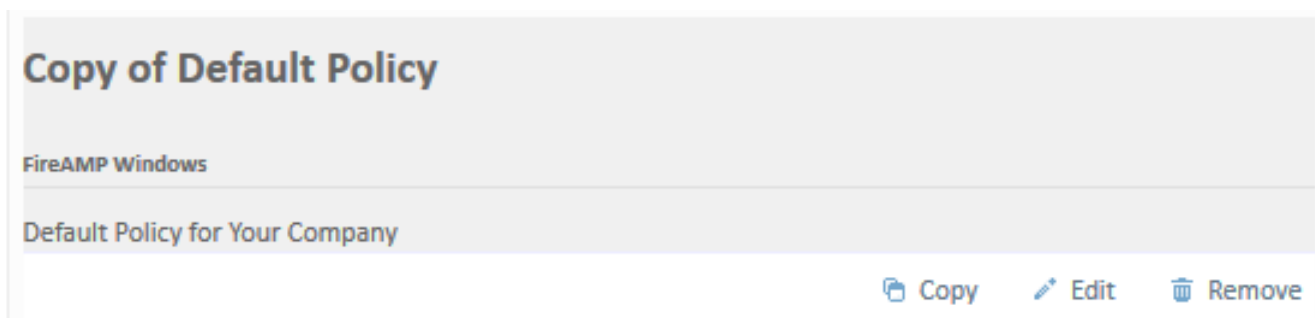 Copy of Default Policy
FireAMP Windows
Default Policy for Your Company
Copy Edit Remove